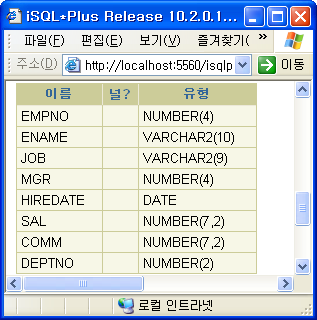 iSQL*Plus Release 10.2.0.1...
파일(F) 편집(E) 보기(V) 즐겨찾기( »
주소(D) http://localhost:5560/isqlp 이동
이름 널? 유형
EMPNO NUMBER(4)
ENAME VARCHAR2(10)
JOB VARCHAR2(9)
MGR NUMBER(4)
HIREDATE DATE
SAL NUMBER(7,2)
COMM NUMBER(7,2)
DEPTNO NUMBER(2)
로컬 인트라넷